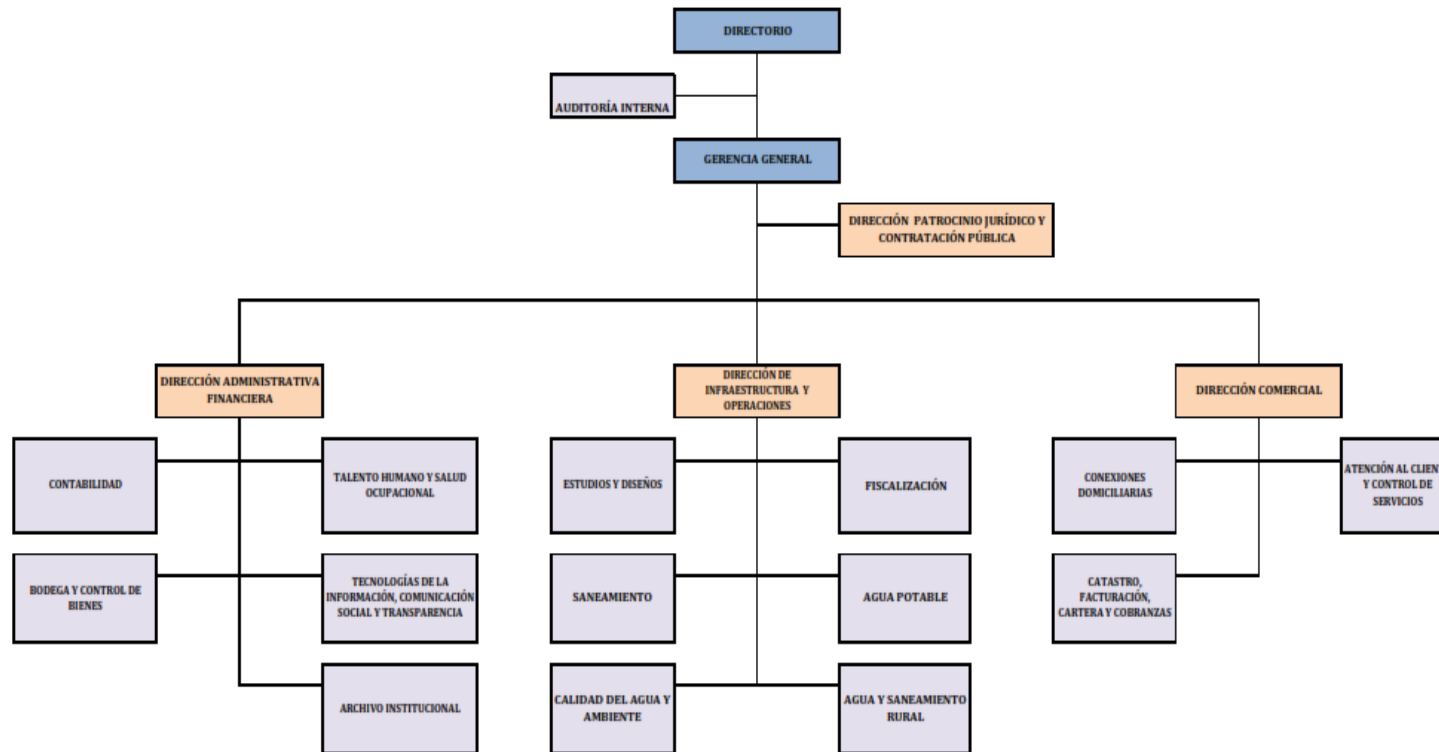 DIRECTORIO
AUDITORÍA INTERNA
GERENCIA GENERAL
DIRECCIÓN PATROCINIO JURÍDICO Y
CONTRATACIÓN PÚBLICA
DIRECCIÓN ADMINISTRATIVA
FINANCIERA
DIRECCIÓN DE
INFRAESTRUCTURA Y
OPERACIONES
DIRECCIÓN COMERCIAL
CONTABILIDAD
TALENTO HUMANO Y SALUD
OCUPACIONAL
ESTUDIOS Y DISEÑOS
FISCALIZACIÓN
CONEXIONES
DOMICILIARIAS
ATENCIÓN AL CLIEN
Y CONTROL DE
SERVICIOS
BODEGA Y CONTROL DE
BIENES
TECNOLOGÍAS DE LA
INFORMACIÓN, COMUNICACIÓN
SOCIAL Y TRANSPARENCIA
SANEAMIENTO
AGUA POTABLE
CATASTRO,
FACTURACIÓN,
CARTERA Y COBRANZAS
ARCHIVO INSTITUCIONAL
CALIDAD DEL AGUA Y
AMBIENTE
AGUA Y SANEAMIENTO
RURAL